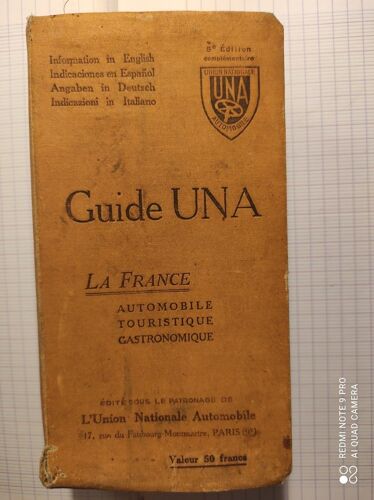 Information in English
Indicaciones en Español
Angaben in Deutsch
Indicazioni in Italiano
8e Édition
complémentaire
UNION NATIONALE
UNA
AUTOMOBILE
Guide UNA
LA FRANCE
AUTOMOBILE
TOURISTIQUE
GASTRONOMIQUE
ÉDITÉ SOUS LE PATRONAGE DE
L'Union Nationale Automobile
17, rue du Faubourg-Montmartre, PARIS (9e)
Valeur 50 francs
REDMI NOTE 9 PRO
AI QUAD CAMERA